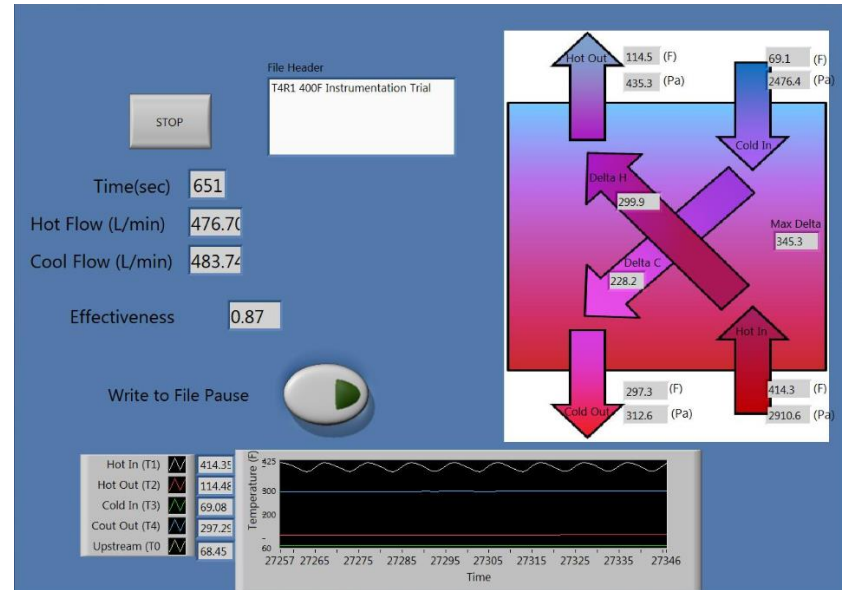 File Header
T4R1 400F Instrumentation Trial
STOP
Time(sec) 651
Hot Flow (L/min) 476.70
Cool Flow (L/min) 483.74
Effectiveness 0.87
Write to File Pause
Hot Out 114.5 (F)
435.3 (Pa)
69.1 (F)
2476.4 (Pa)
Cold In
Delta H
299.9
Max Delta
345.3
Delta C
228.2
Hot In
297.3 (F)
Cold Out 312.6 (Pa)
414.3 (F)
2910.6 (Pa)
Hot In (T1) 414.35
Hot Out (T2) 114.48
Cold In (T3) 69.08
Cout Out (T4) 297.29
Upstream (T0 68.45
Temperature (F)
425
300
200
60
27257 27265 27275 27285 27295 27305 27315 27325 27335 27346
Time